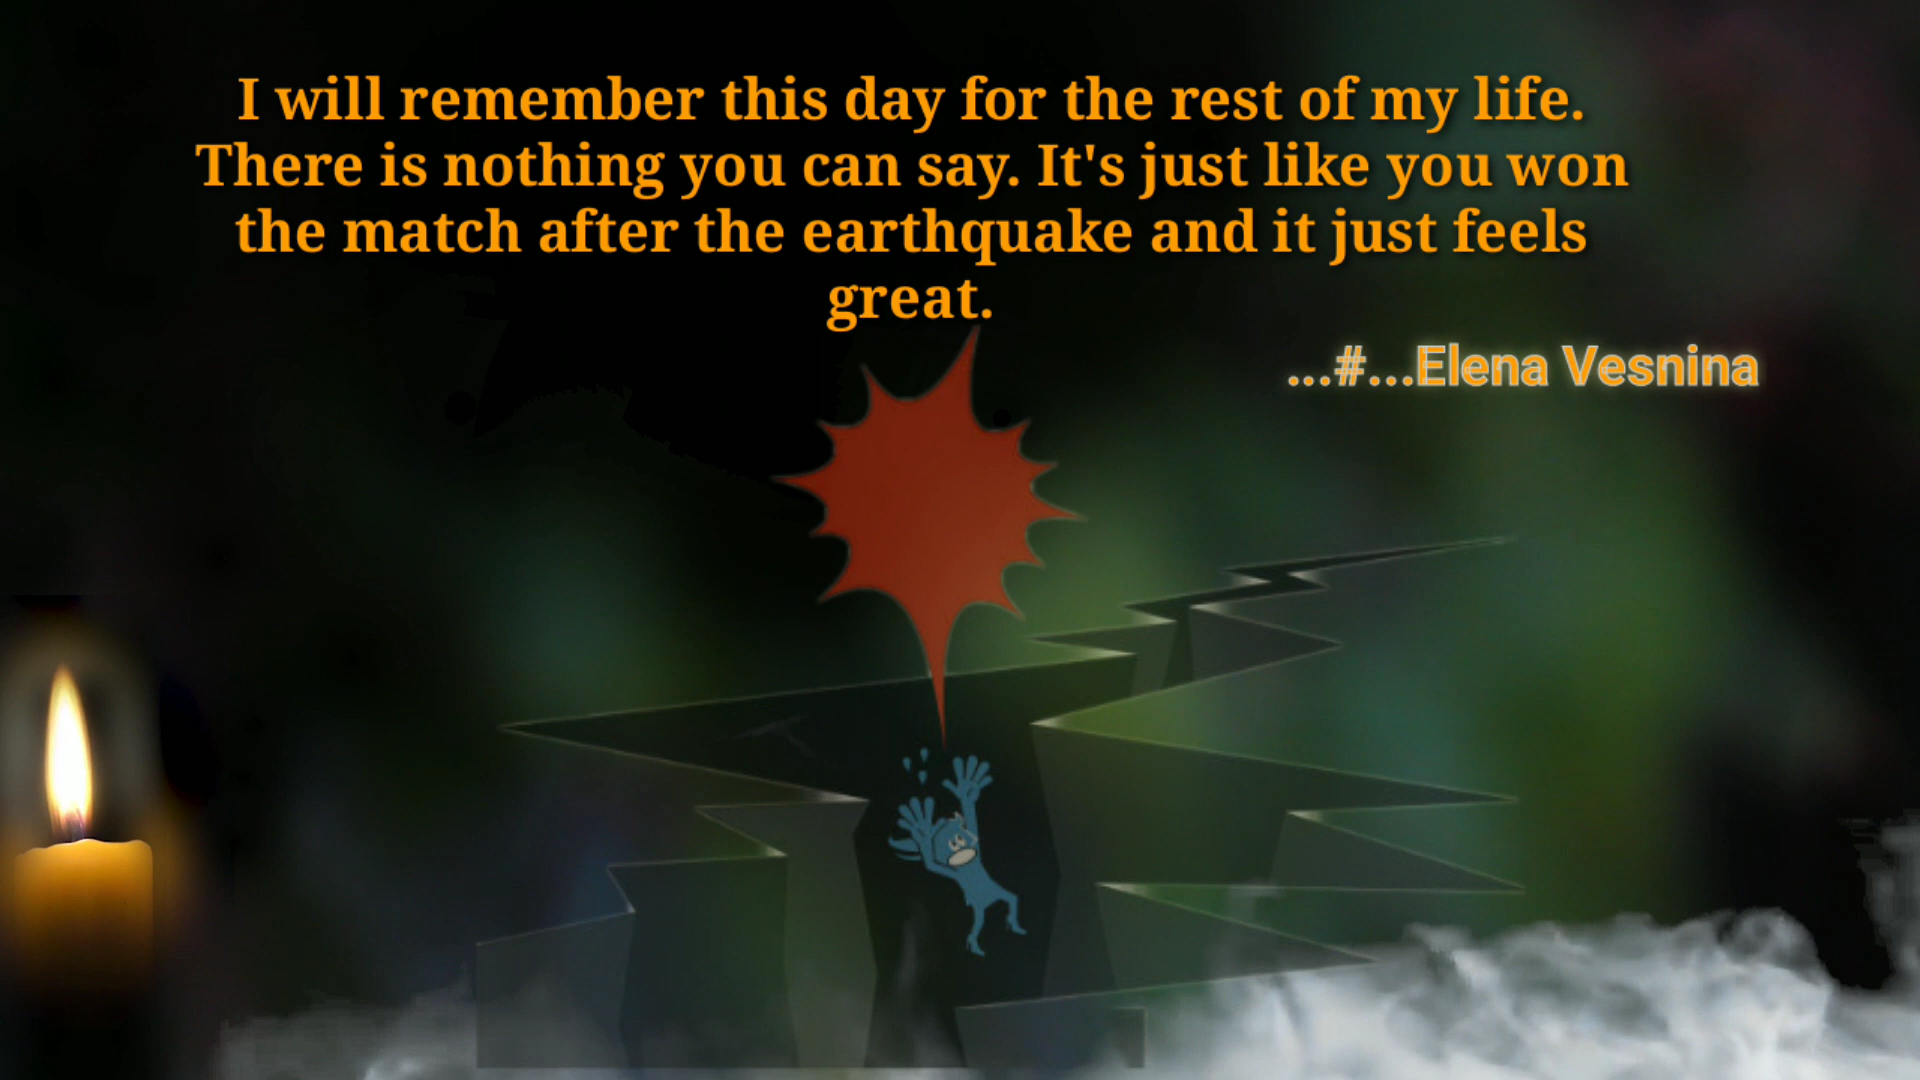 I will remember this day for the rest of my life.
There is nothing you can say. It's just like you won
the match after the earthquake and it just feels
great.
...#...Elena Vesnina